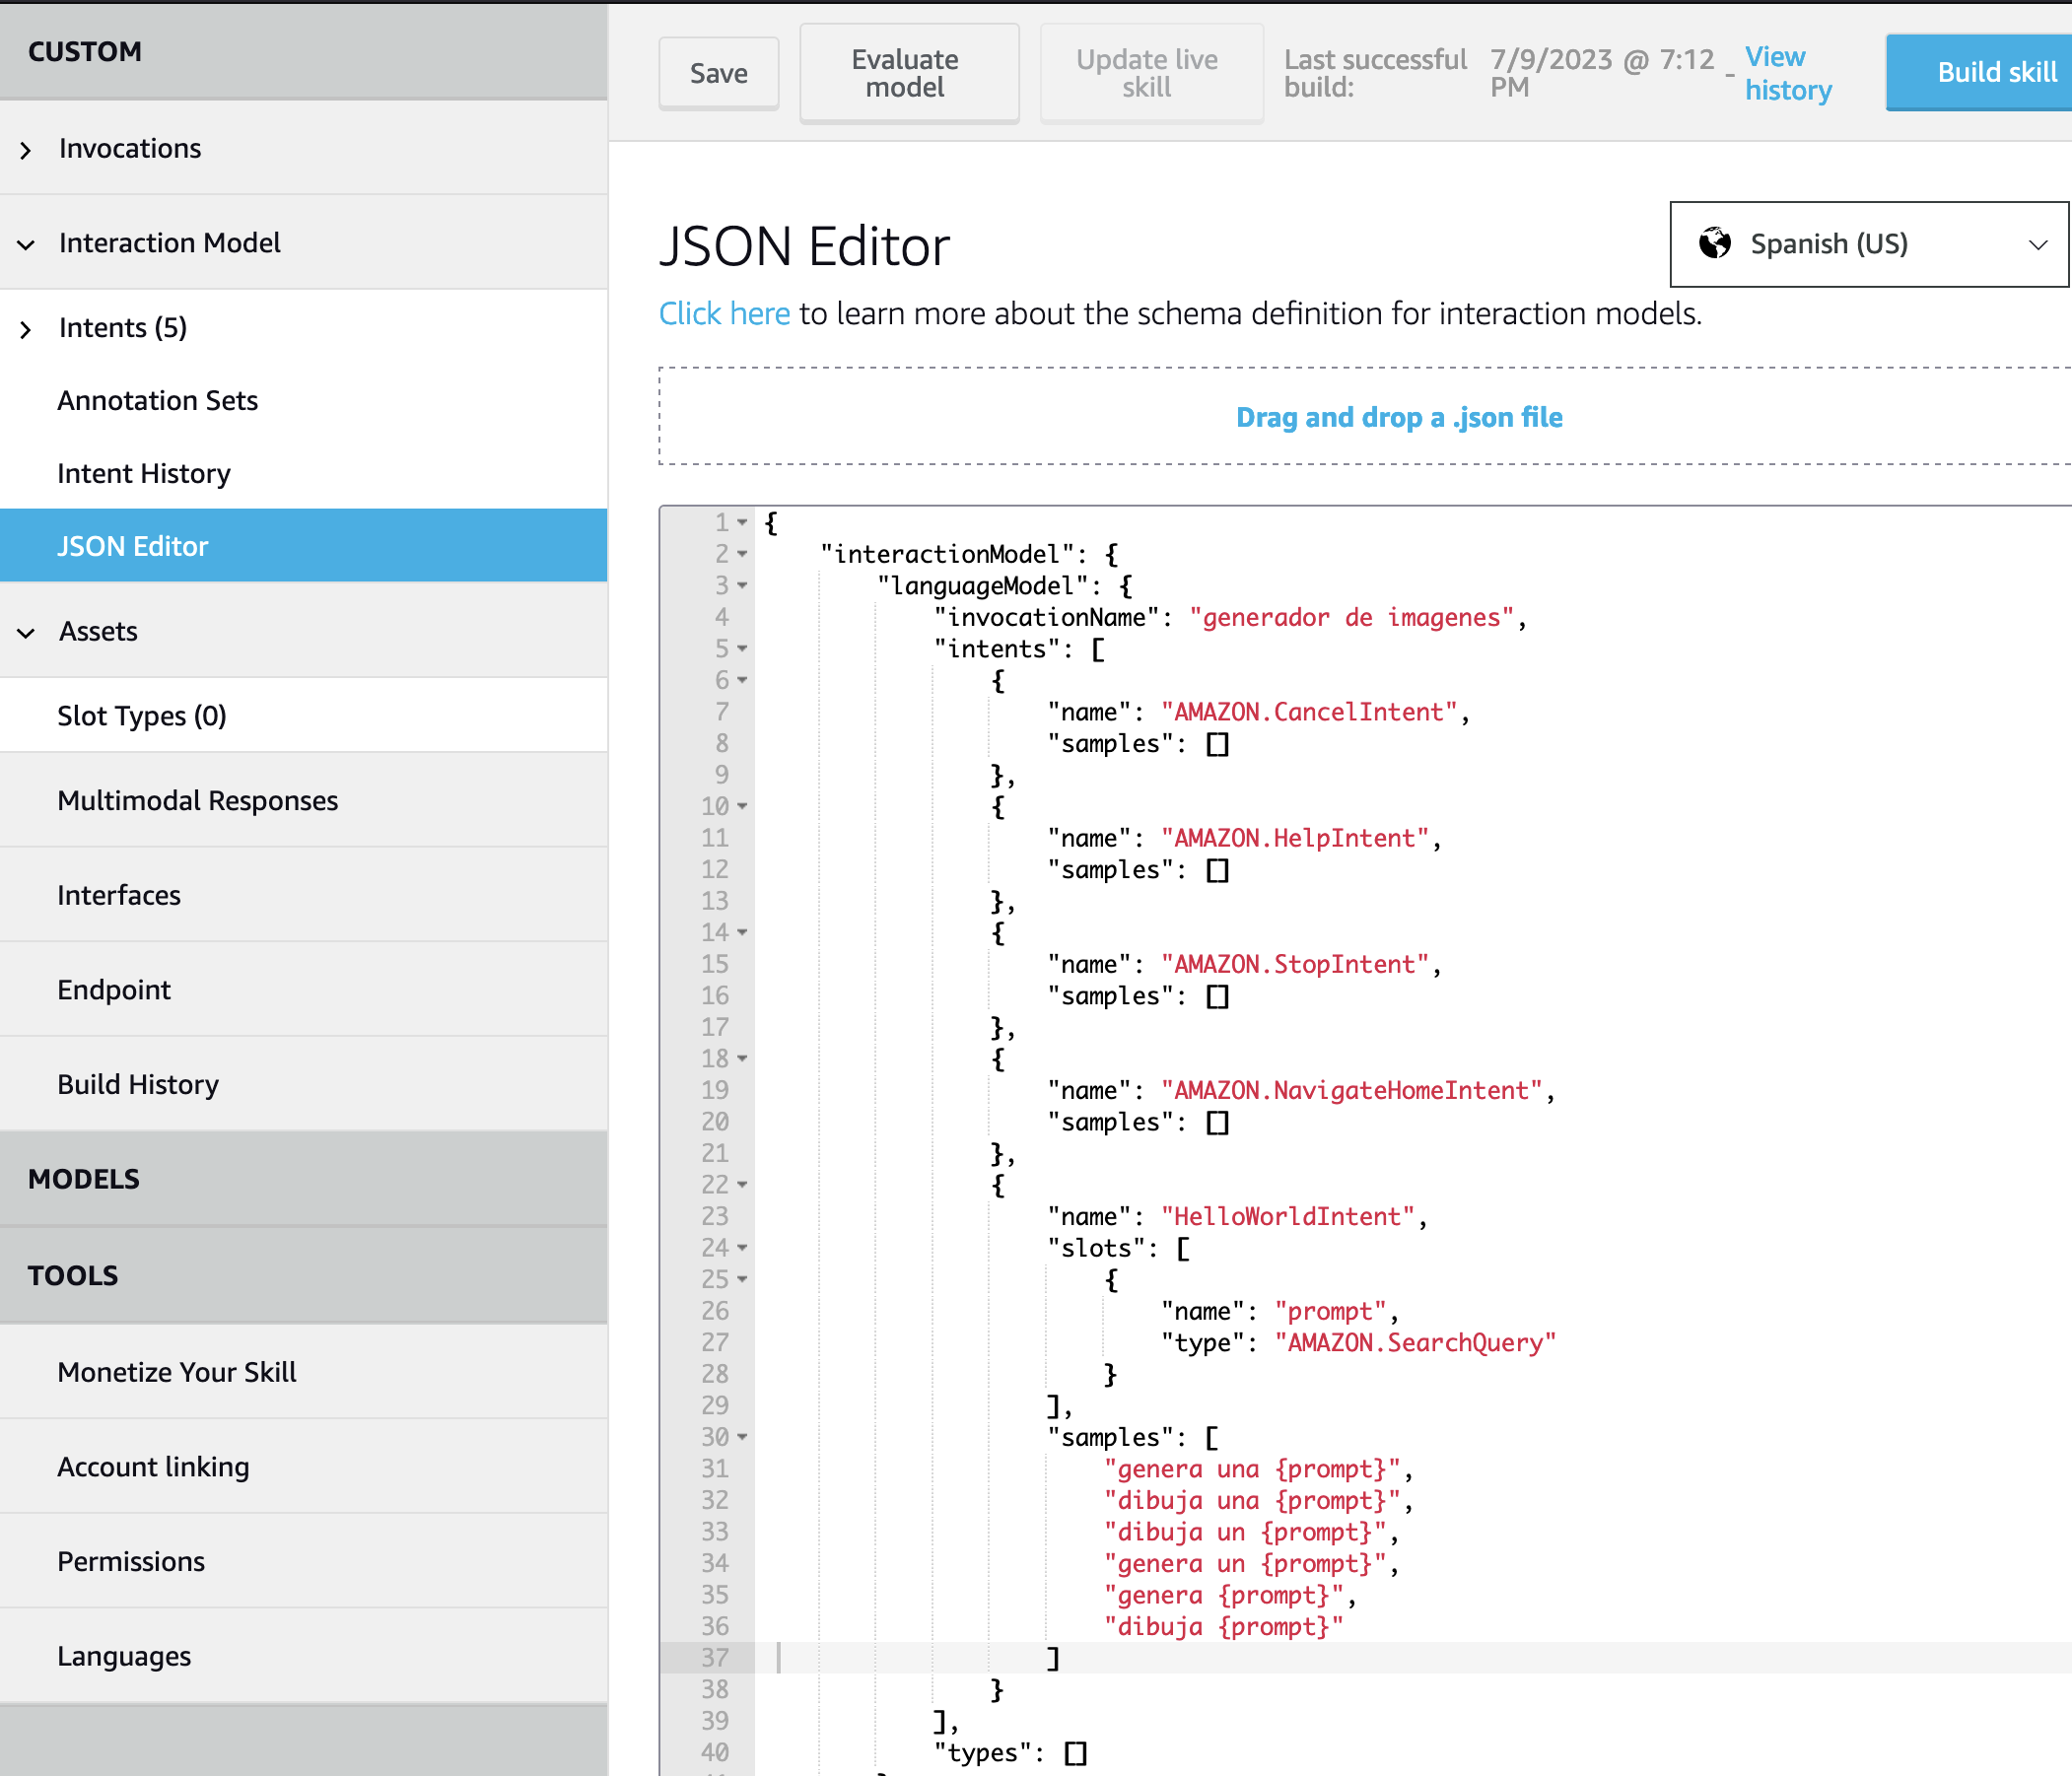 CUSTOM
Invocations
Interaction Model
Intents (5)
Annotation Sets
Intent History
JSON Editor
Assets
Slot Types (0)
Multimodal Responses
Interfaces
Endpoint
Build History
MODELS
TOOLS
Monetize Your Skill
Account linking
Permissions
Languages
Save
Evaluate
model
Update live
skill
Last successful
build:
7/9/2023 @ 7:12
PM
-
View
history
Build skill
JSON Editor
Spanish (US)
Click here to learn more about the schema definition for interaction models.
Drag and drop a .json file
1 {
2 "interactionModel": {
3 "languageModel": {
4 "invocationName": "generador de imagenes",
5 "intents": [
6 {
7 "name": "AMAZON.CancelIntent",
8 "samples": []
9 },
10 {
11 "name": "AMAZON.HelpIntent",
12 "samples": []
13 },
14 {
15 "name": "AMAZON.StopIntent",
16 "samples": []
17 },
18 {
19 "name": "AMAZON.NavigateHomeIntent",
20 "samples": []
21 },
22 {
23 "name": "HelloWorldIntent",
24 "slots": [
25 {
26 "name": "prompt",
27 "type": "AMAZON.SearchQuery"
28 }
29 ],
30 "samples": [
31 "genera una {prompt}",
32 "dibuja una {prompt}",
33 "dibuja un {prompt}",
34 "genera un {prompt}",
35 "genera {prompt}",
36 "dibuja {prompt}"
37 ]
38 }
39 ],
40 "types": []